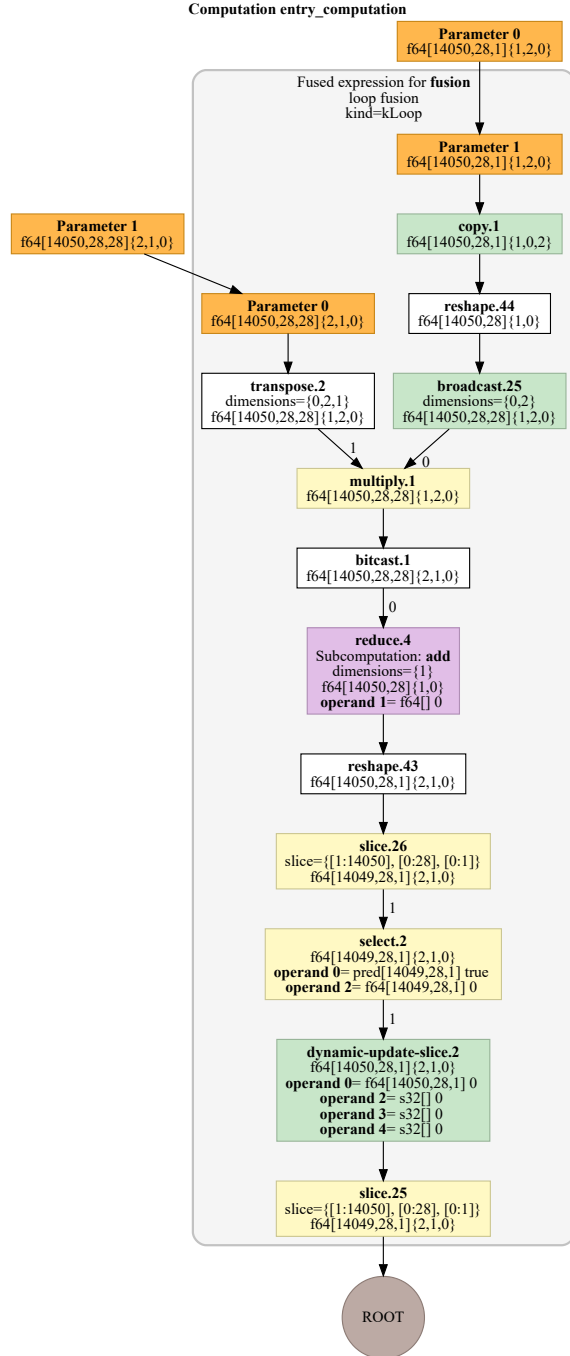 Computation entry_computation
Parameter 0
f64[14050,28,1]{1,2,0}
Fused expression for fusion
loop fusion
kind=kLoop
Parameter 1
f64[14050,28,1]{1,2,0}
Parameter 1
f64[14050,28,28]{2,1,0}
copy.1
f64[14050,28,1]{1,0,2}
Parameter 0
f64[14050,28,28]{2,1,0}
reshape.44
f64[14050,28]{1,0}
transpose.2
dimensions={0,2,1}
f64[14050,28,28]{1,2,0}
broadcast.25
dimensions={0,2}
f64[14050,28,28]{1,2,0}
1
0
multiply.1
f64[14050,28,28]{1,2,0}
bitcast.1
f64[14050,28,28]{2,1,0}
0
reduce.4
Subcomputation: add
dimensions={1}
f64[14050,28]{1,0}
operand 1= f64[] 0
reshape.43
f64[14050,28,1]{2,1,0}
slice.26
slice={[1:14050], [0:28], [0:1]}
f64[14049,28,1]{2,1,0}
1
select.2
f64[14049,28,1]{2,1,0}
operand 0= pred[14049,28,1] true
operand 2= f64[14049,28,1] 0
1
dynamic-update-slice.2
f64[14050,28,1]{2,1,0}
operand 0= f64[14050,28,1] 0
operand 2= s32[] 0
operand 3= s32[] 0
operand 4= s32[] 0
slice.25
slice={[1:14050], [0:28], [0:1]}
f64[14049,28,1]{2,1,0}
ROOT